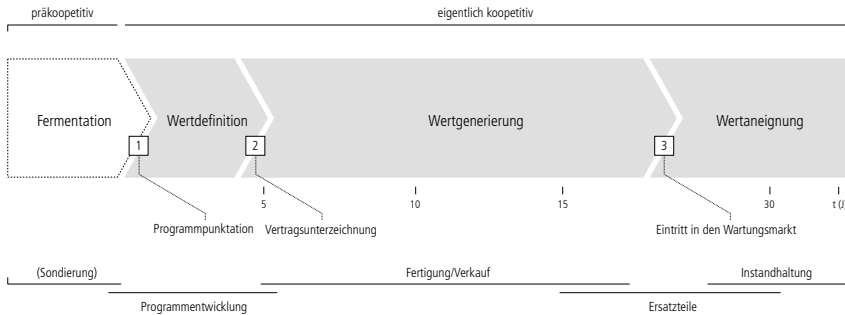 präkoopetitiv
eigentlich koopetitiv
Fermentation
Wertdefinition
Wertgenerierung
Wertaneignung
1
2
3
5
10
15
30
t (J)
Programmpunktation
Vertragsunterzeichnung
Eintritt in den Wartungsmarkt
(Sondierung)
Fertigung/Verkauf
Instandhaltung
Programmentwicklung
Ersatzteile